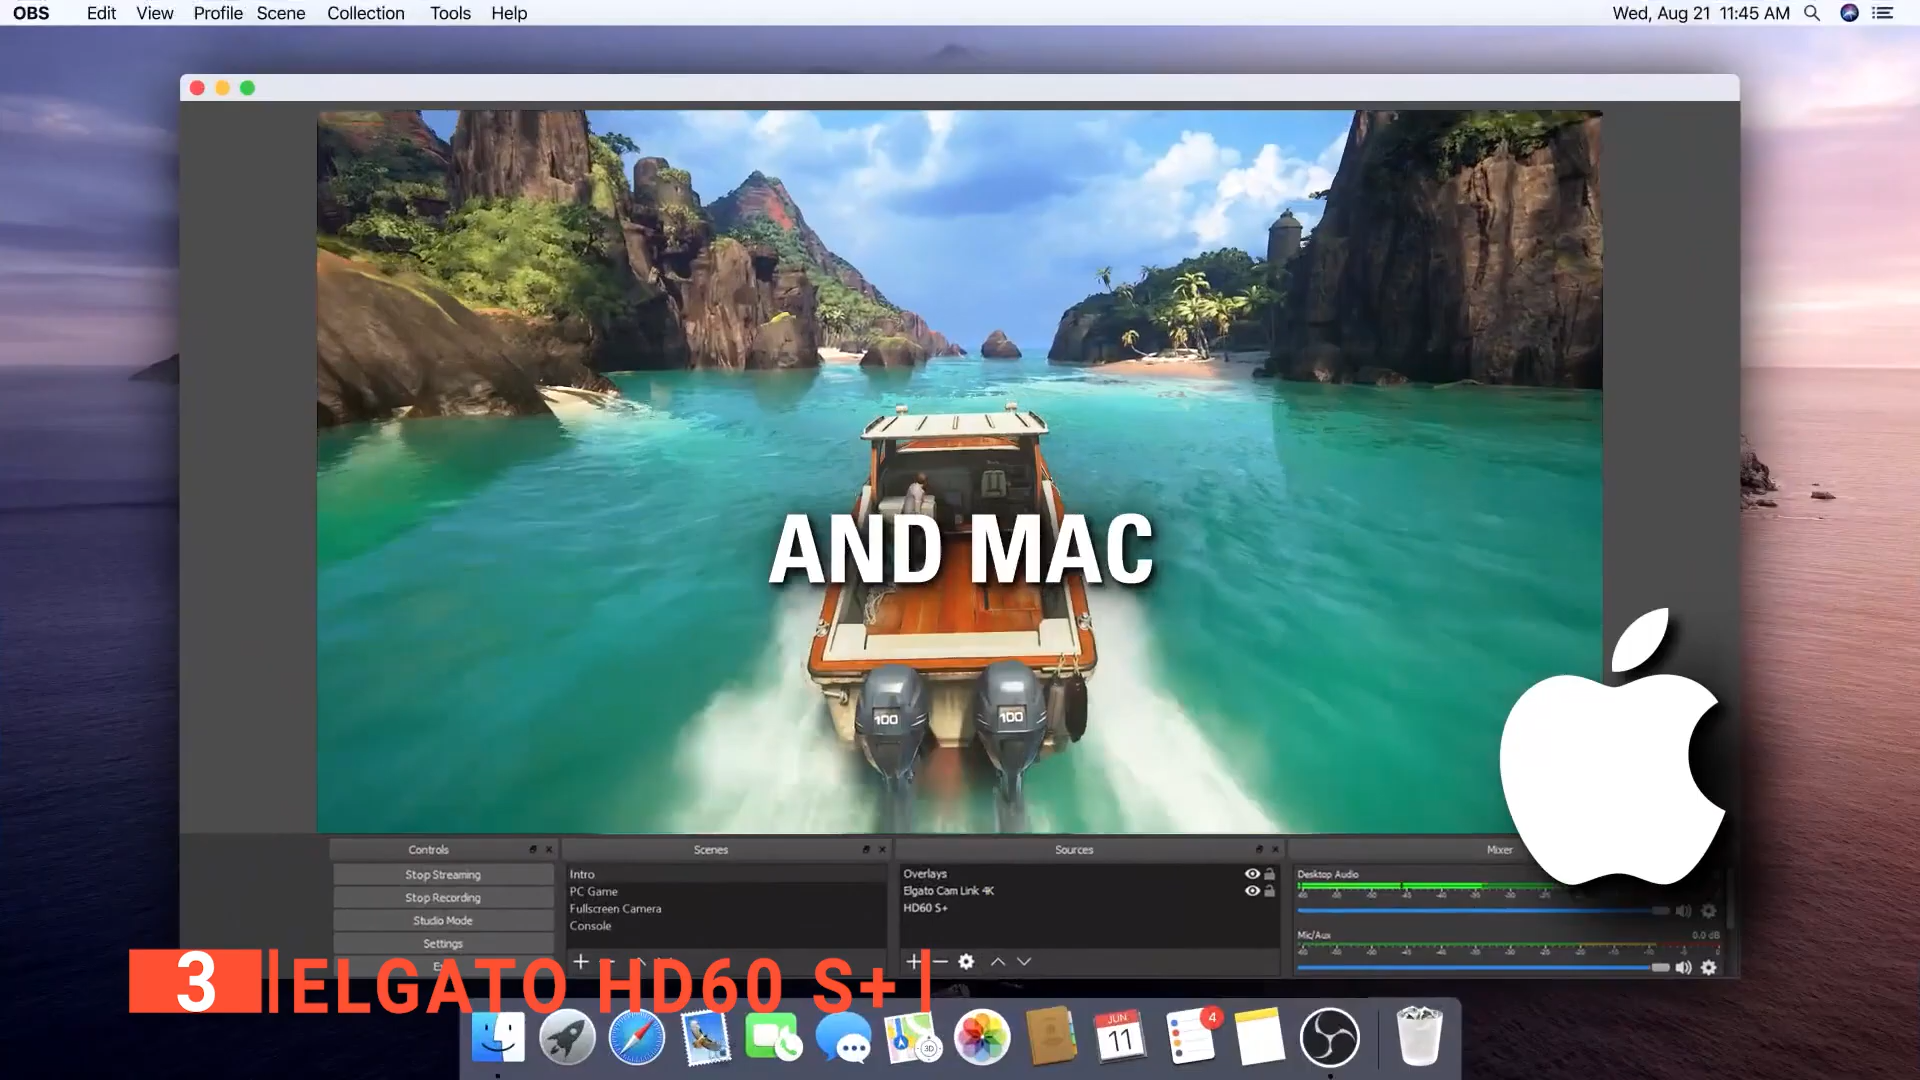 OBS Edit View Profile Scene Collection Tools Help Wed, Aug 21 11:45 AM
AND MAC
100 100
Controls Scenes Sources Mixer
Stop Streaming
Stop Recording
Studio Mode
Settings
Intro
PC Game
Fullscreen Camera
Console
Overlays
Elgato Cam Link 4K
HD60 S+
Desktop Audio
Mic/Aux 0.0 dB
3 ELGATO HD60 S+
3D
JUN
11
4